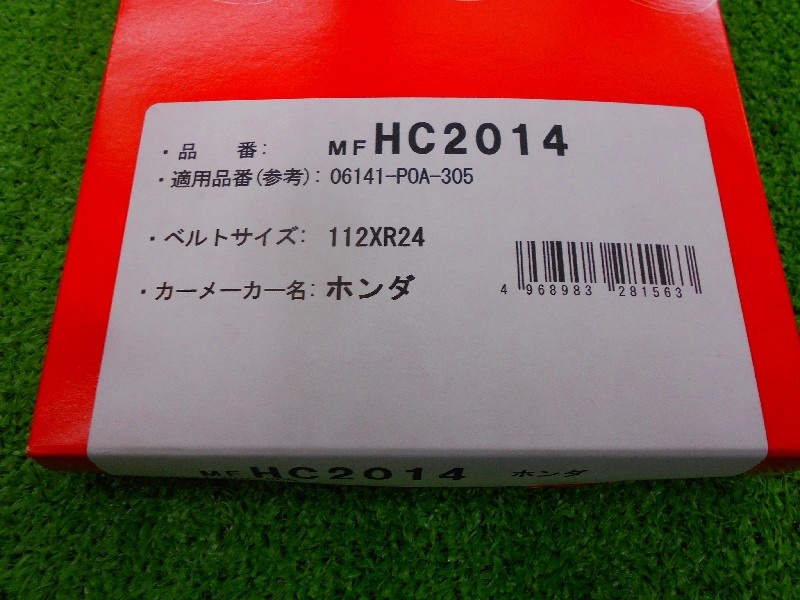 ・品　番: MF HC2014
・適用品番(参考): 06141-P0A-305
・ベルトサイズ: 112XR24
・カーメーカー名: ホンダ
4 968983 281563
MF HC2014 ホンダ